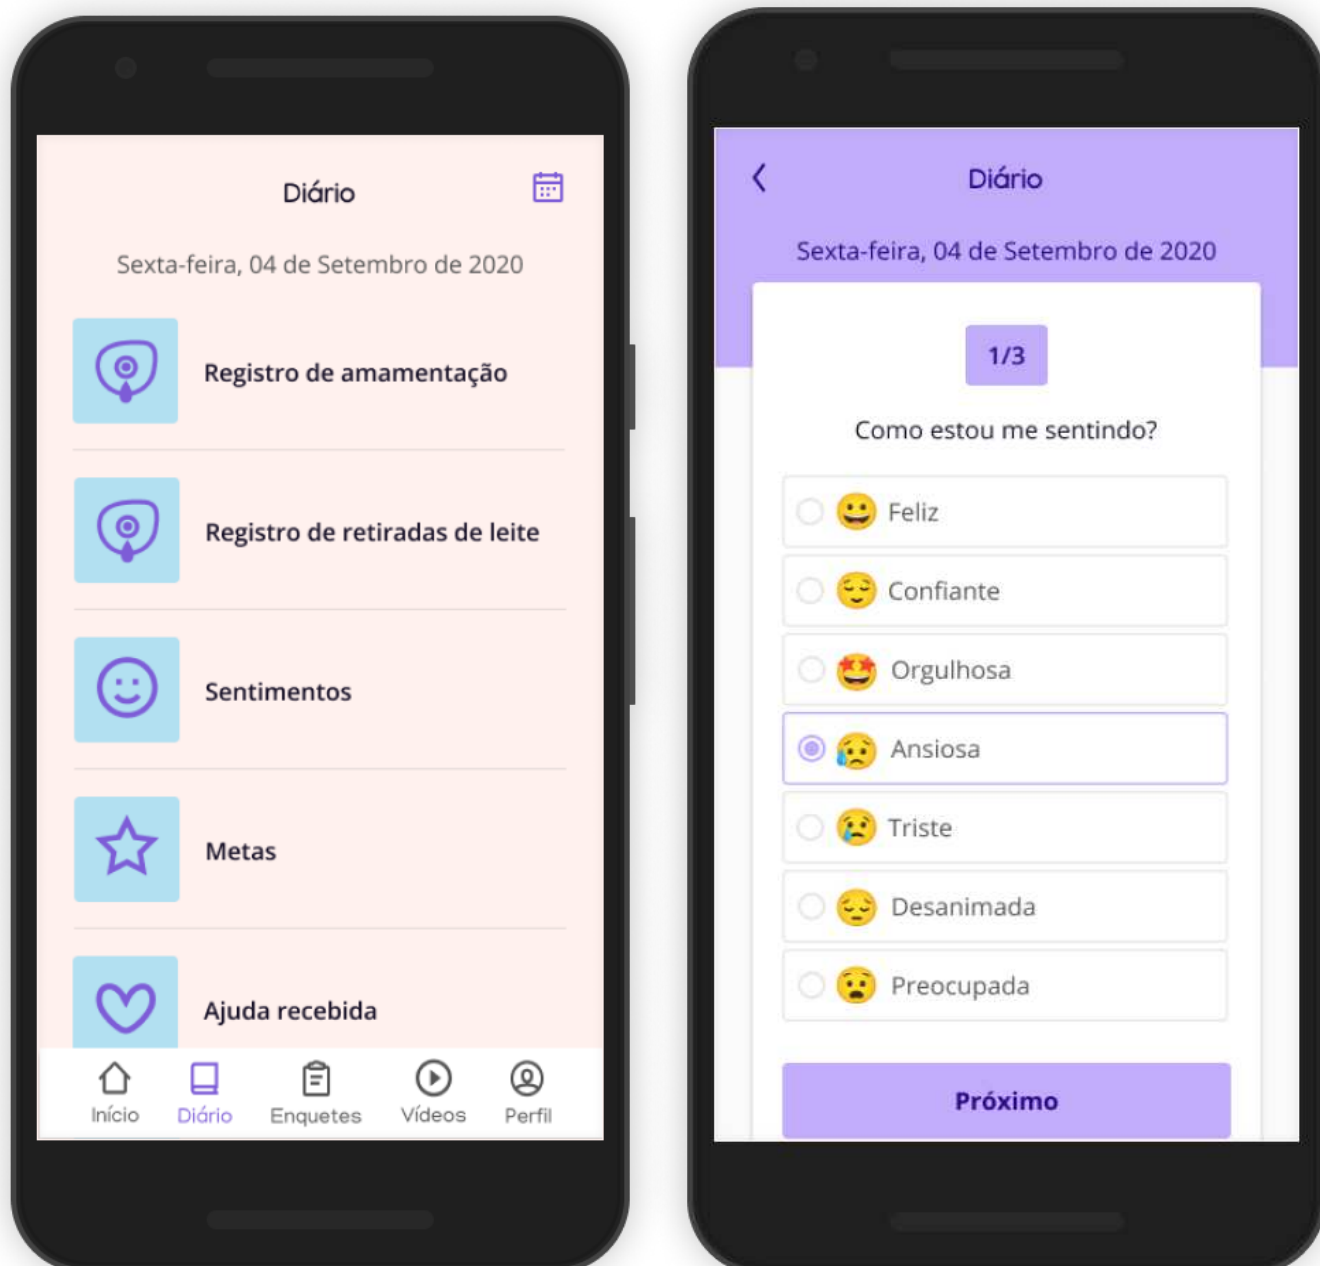 Diário
Sexta-feira, 04 de Setembro de 2020
Registro de amamentação
Registro de retiradas de leite
Sentimentos
Metas
Ajuda recebida
Início
Diário
Enquetes
Vídeos
Perfil
Diário
Sexta-feira, 04 de Setembro de 2020
1/3
Como estou me sentindo?
Feliz
Confiante
Orgulhosa
Ansiosa
Triste
Desanimada
Preocupada
Próximo